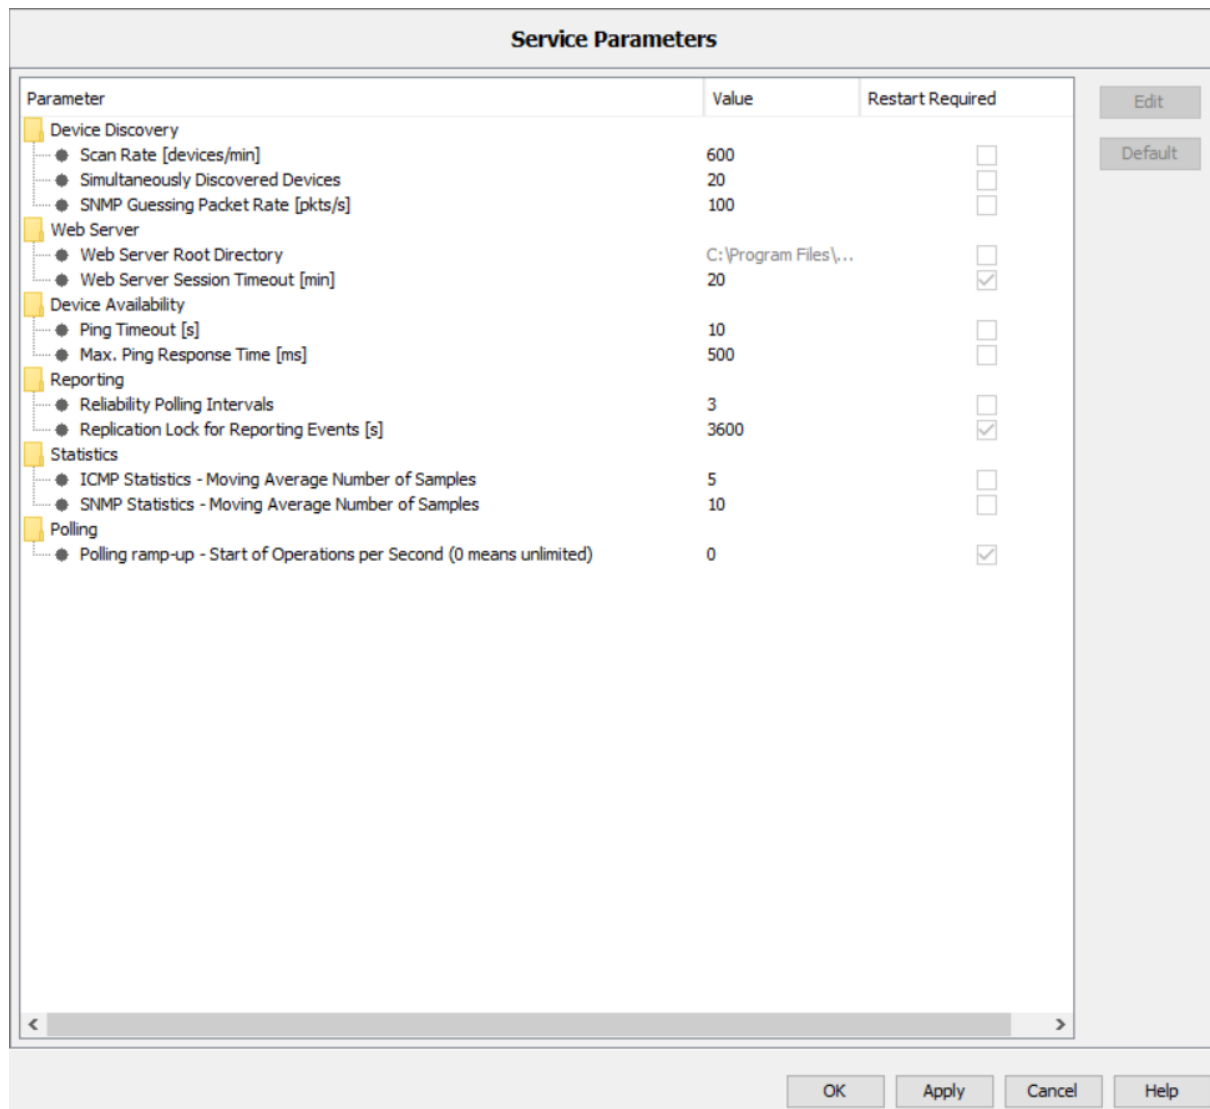 Service Parameters
Parameter Value Restart Required
Edit
Device Discovery
Scan Rate [devices/min] 600
Default
Simultaneously Discovered Devices 20
SNMP Guessing Packet Rate [pkts/s] 100
Web Server
Web Server Root Directory C:\Program Files\...
Web Server Session Timeout [min] 20
Device Availability
Ping Timeout [s] 10
Max. Ping Response Time [ms] 500
Reporting
Reliability Polling Intervals 3
Replication Lock for Reporting Events [s] 3600
Statistics
ICMP Statistics - Moving Average Number of Samples 5
SNMP Statistics - Moving Average Number of Samples 10
Polling
Polling ramp-up - Start of Operations per Second (0 means unlimited) 0
OK Apply Cancel Help